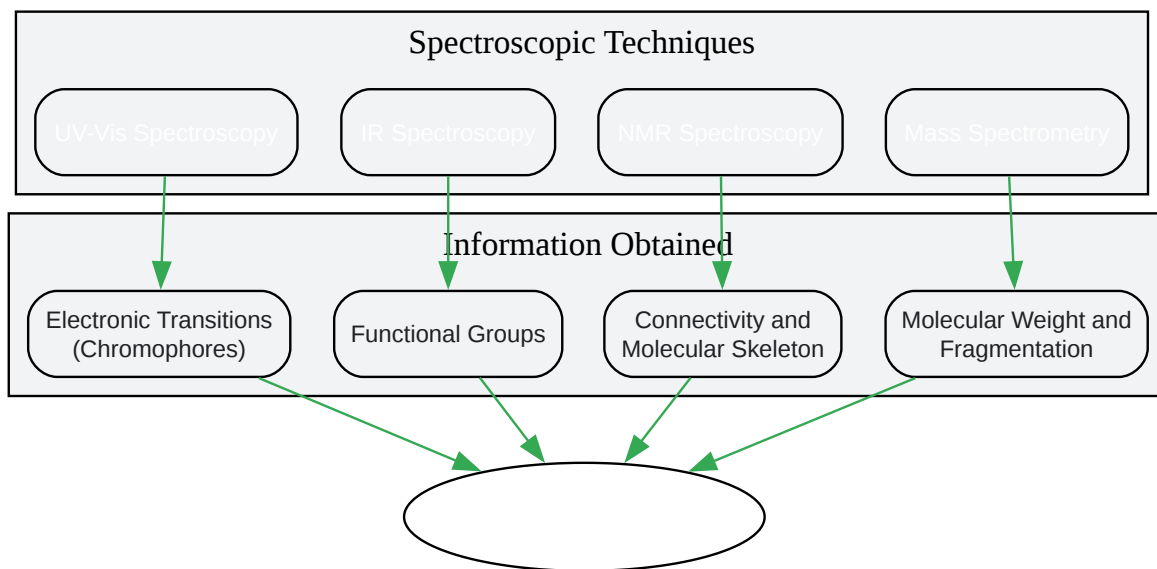 Spectroscopic Techniques
UV-Vis Spectroscopy
IR Spectroscopy
NMR Spectroscopy
Mass Spectrometry
Information Obtained
Electronic Transitions
(Chromophores)
Functional Groups
Connectivity and
Molecular Skeleton
Molecular Weight and
Fragmentation